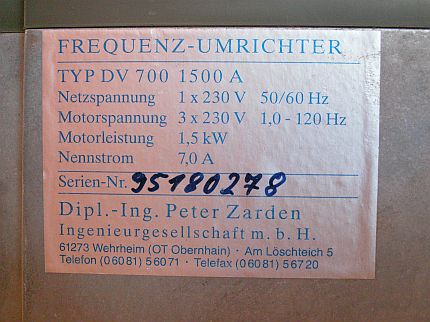 FREQUENZ-UMRICHTER
TYP DV 700 1500 A
Netzspannung 1 x 230 V 50/60 Hz
Motorspannung 3 x 230 V 1,0 - 120 Hz
Motorleistung 1,5 kW
Nennstrom 7,0 A
Serien-Nr. 95180278
Dipl.-Ing. Peter Zarden
Ingenieurgesellschaft m. b. H.
61273 Wehrheim (OT Obernhain) · Am Löschteich 5
Telefon (06081) 56071 · Telefax (06081) 56720